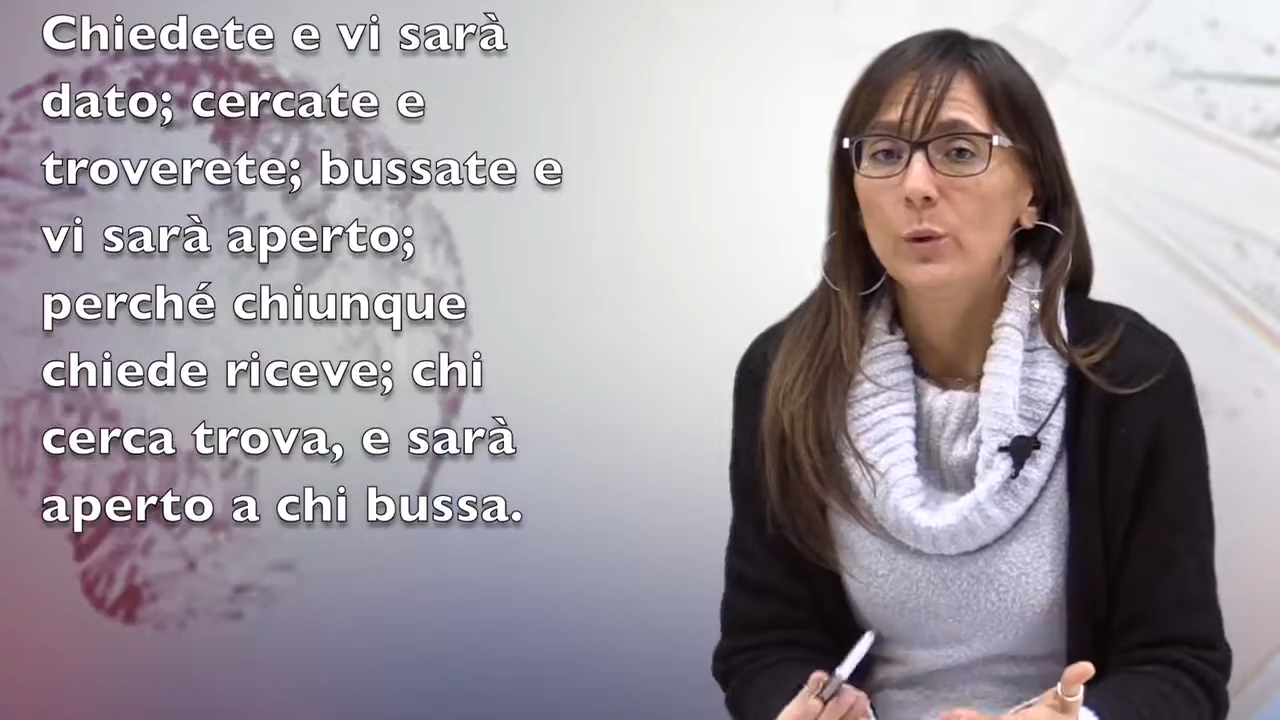 Chiedete e vi sarà
dato; cercate e
troverete; bussate e
vi sarà aperto;
perché chiunque
chiede riceve; chi
cerca trova, e sarà
aperto a chi bussa.